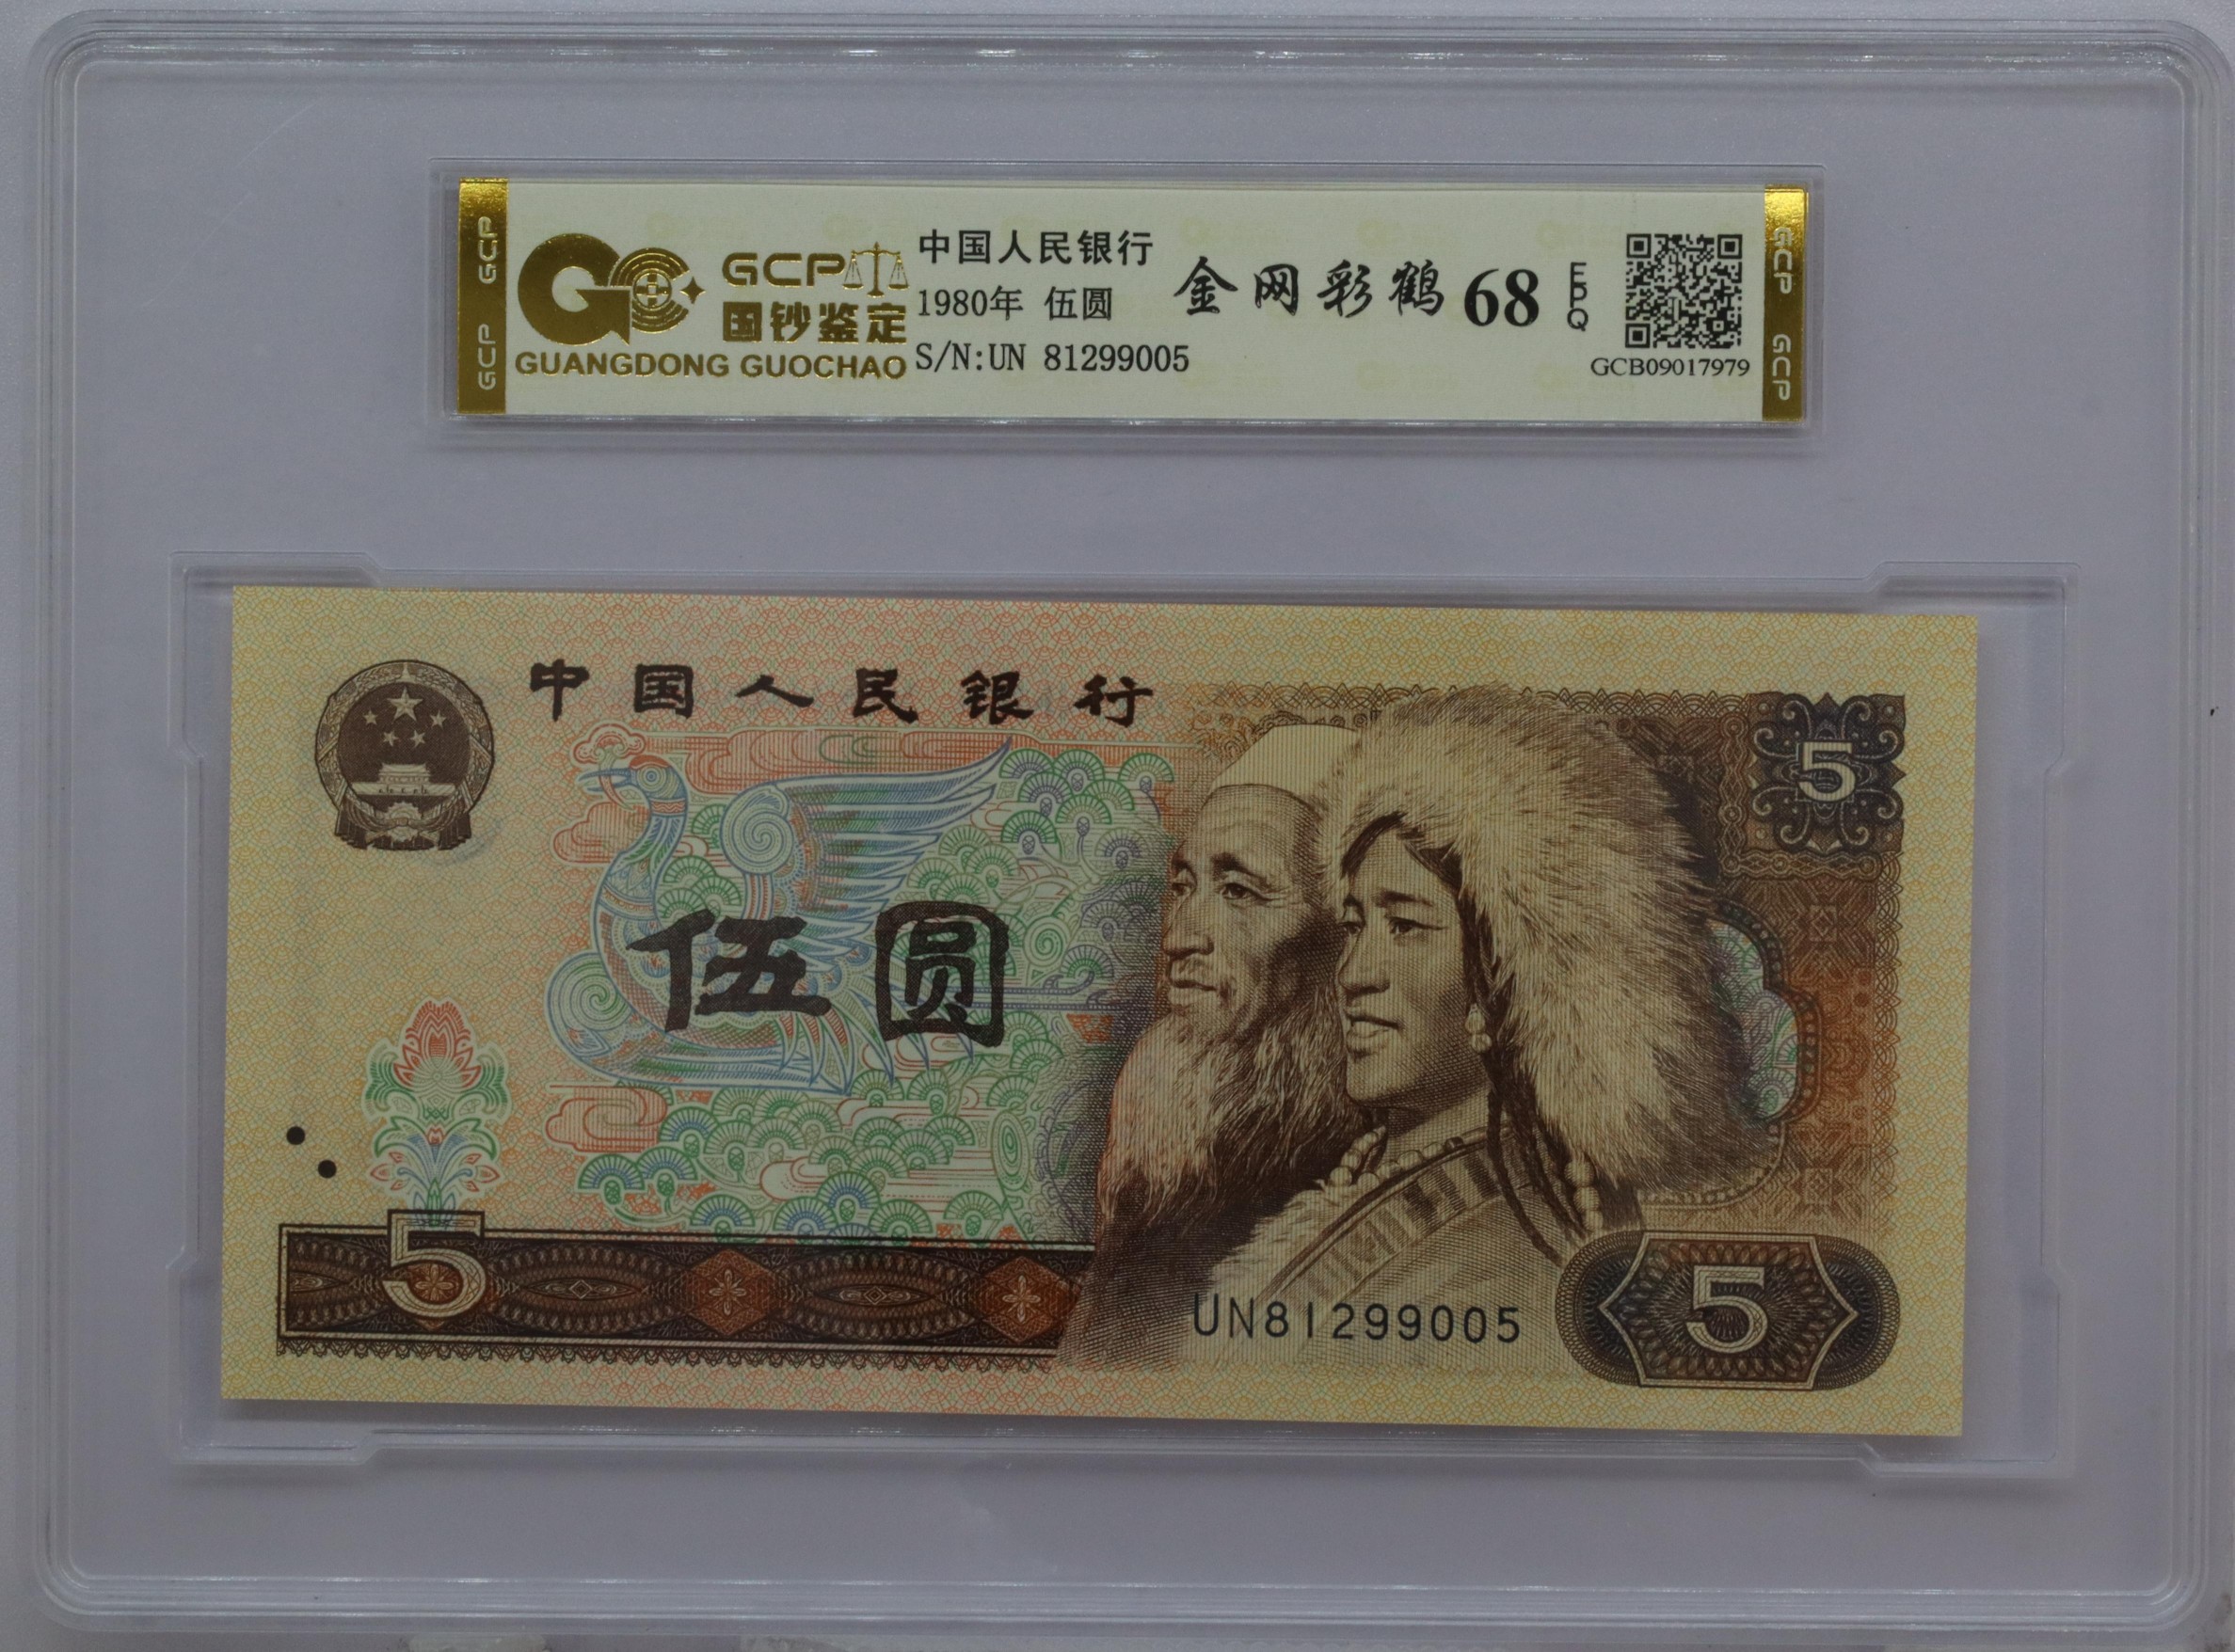 GCP GCP
GCP
国钞鉴定
GUANGDONG GUOCHAO
中国人民银行
1980年 伍圆
S/N:UN 81299005
金网彩鹤 68
EPQ
GCB09017979
GCP GCP
中国人民银行
5
伍圆
5
UN81299005
5